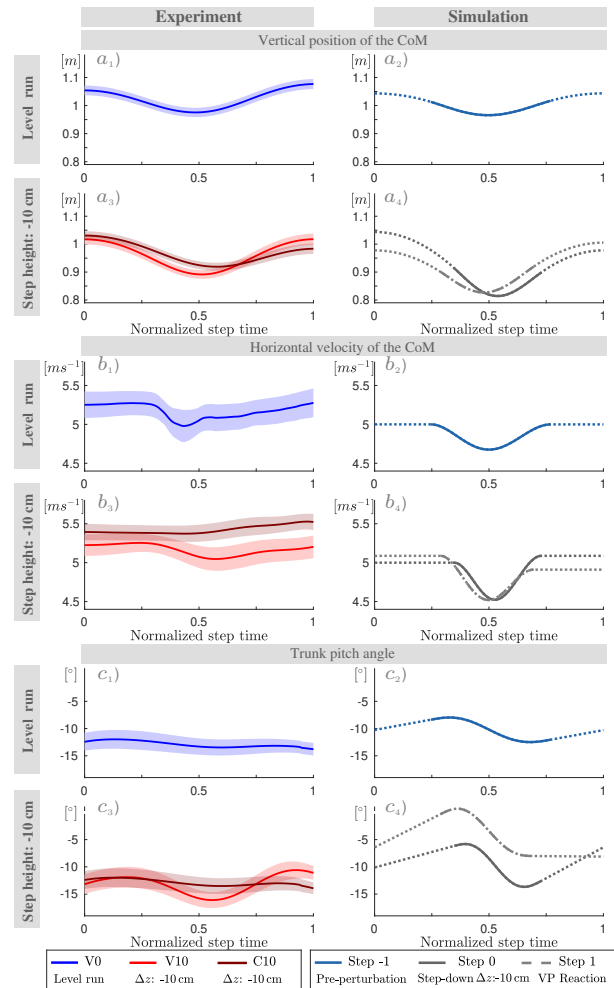 Experiment Simulation
Vertical position of the CoM
[m] a1) [m] a2)
Level run
1.1 1.1
1 1
0.9 0.9
0.8 0.8
0 0.5 1 0 0.5 1
[m] a3) [m] a4)
Step height: -10 cm
1.1 1.1
1 1
0.9 0.9
0.8 0.8
0 0.5 1 0 0.5 1
Normalized step time Normalized step time
Horizontal velocity of the CoM
[ms⁻¹] b1) [ms⁻¹] b2)
Level run
5.5 5.5
5 5
4.5 4.5
0 0.5 1 0 0.5 1
[ms⁻¹] b3) [ms⁻¹] b4)
Step height: -10 cm
5.5 5.5
5 5
4.5 4.5
0 0.5 1 0 0.5 1
Normalized step time Normalized step time
Trunk pitch angle
[°] c1) [°] c2)
Level run
-5 -5
-10 -10
-15 -15
0 0.5 1 0 0.5 1
[°] c3) [°] c4)
Step height: -10 cm
-5 -5
-10 -10
-15 -15
0 0.5 1 0 0.5 1
Normalized step time Normalized step time
V0 V10 C10 Step -1 Step 0 Step 1
Level run Δz: -10 cm Δz: -10 cm Pre-perturbation Step-down Δz:-10 cm VP Reaction